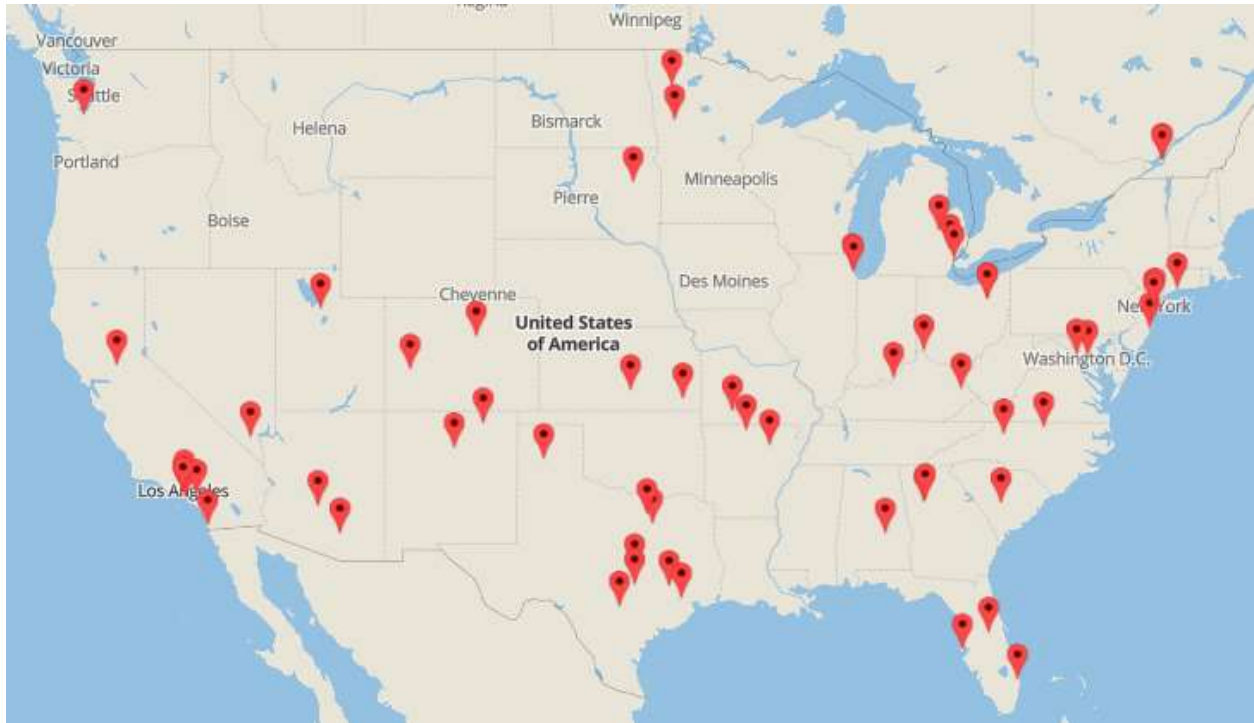 Winnipeg
Vancouver
Victoria
Seattle
Helena
Bismarck
Portland
Minneapolis
Pierre
Boise
Des Moines
Cheyenne
New York
United States
of America
Washington D.C.
Los Angeles